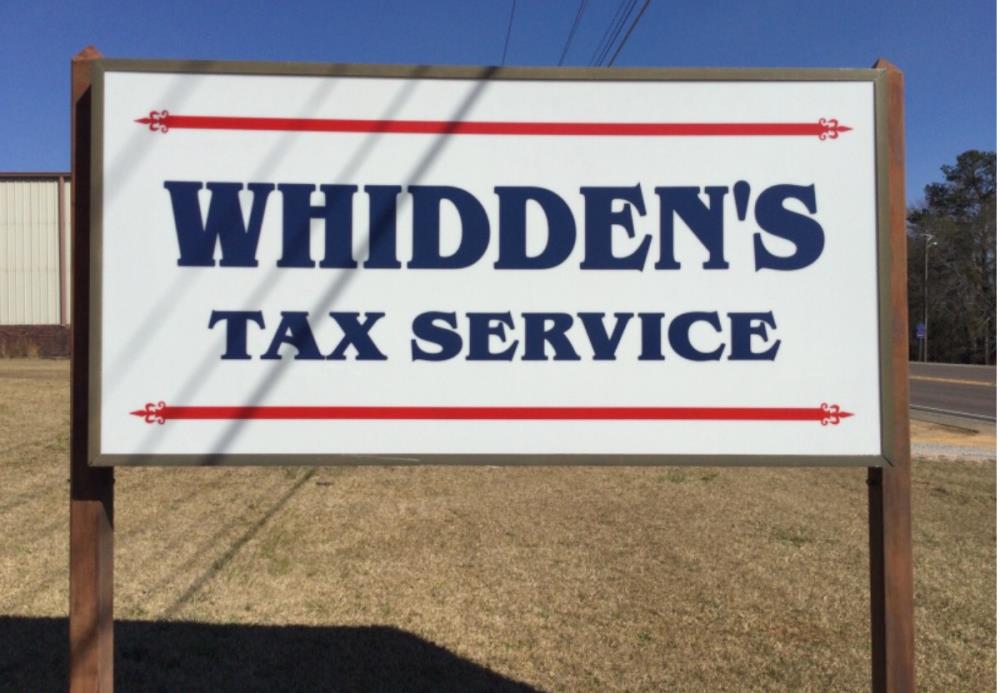 WHIDDEN'S
TAX SERVICE